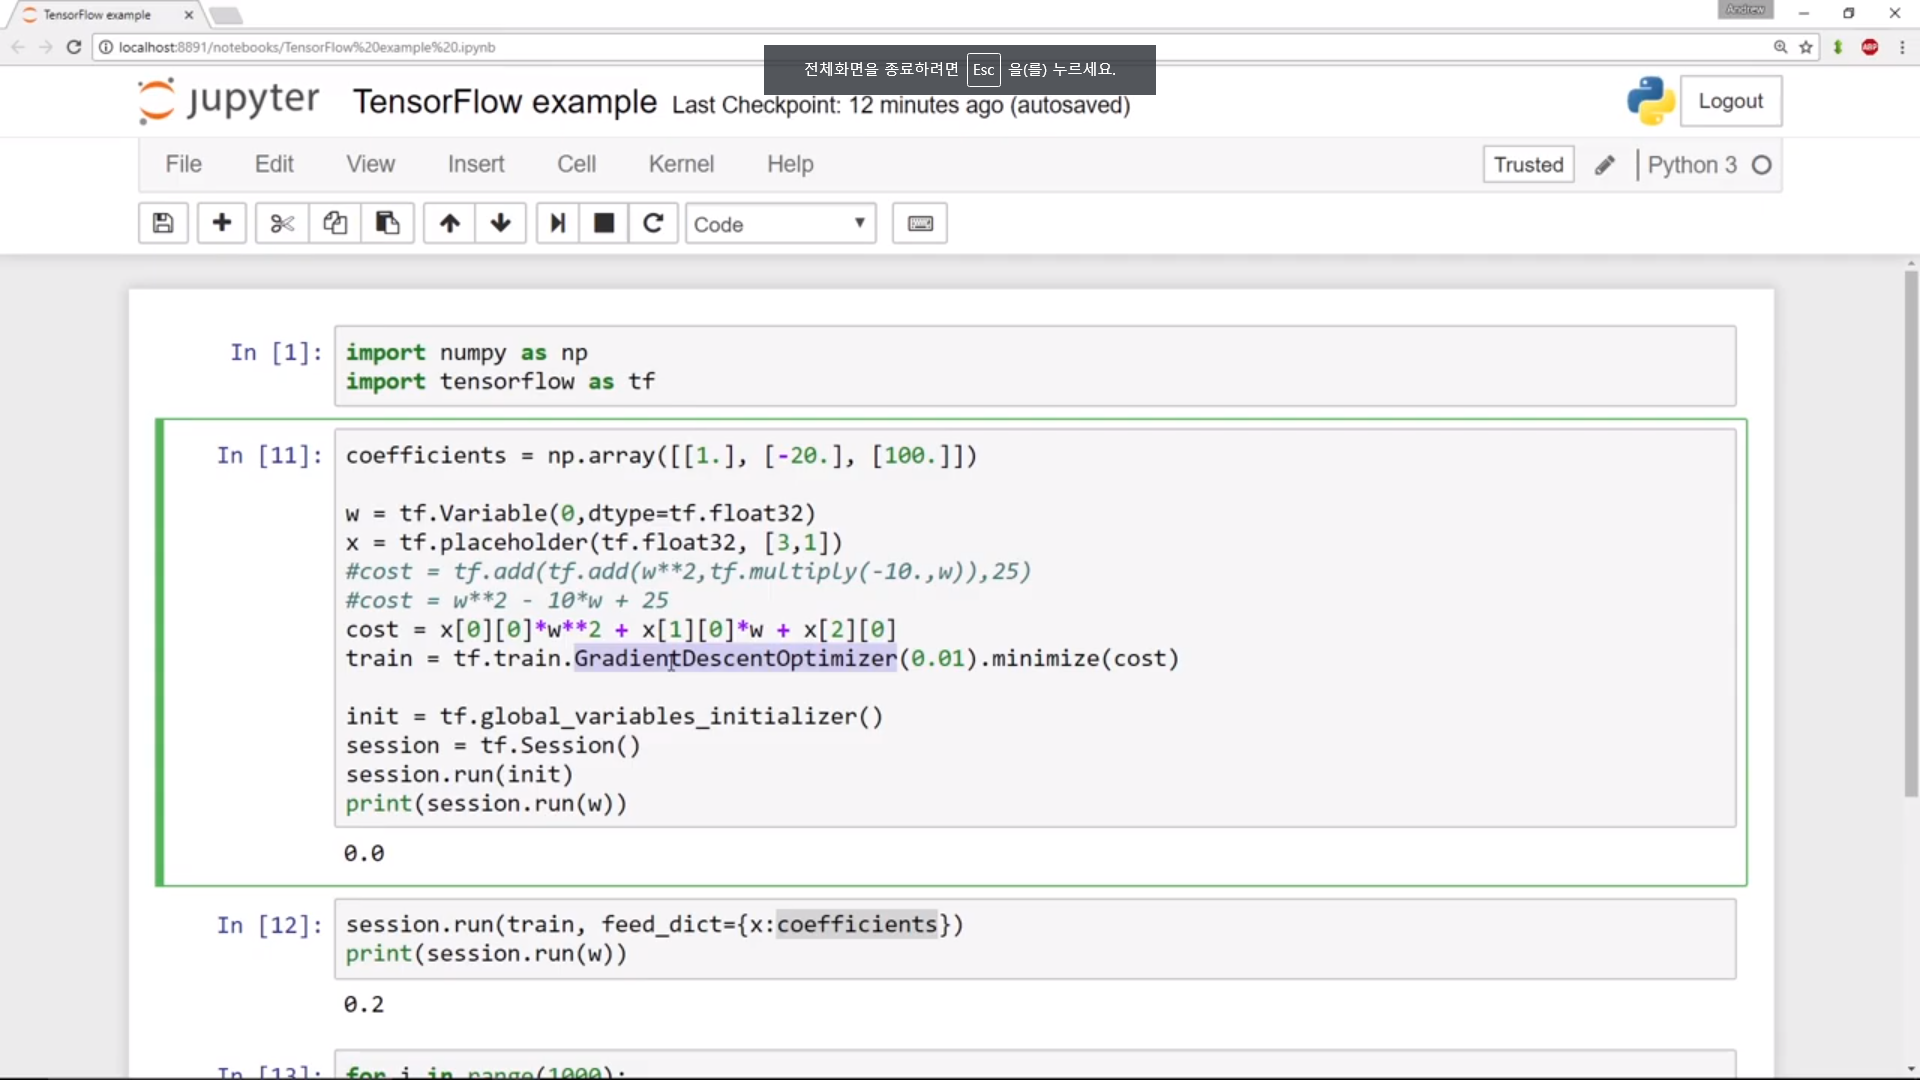 TensorFlow example
Andrew
localhost:8891/notebooks/TensorFlow%20example%20.ipynb
ABP
전체화면을 종료하려면 Esc 을(를) 누르세요.
jupyter TensorFlow example Last Checkpoint: 12 minutes ago (autosaved)
Logout
File Edit View Insert Cell Kernel Help
Trusted
Python 3
Code
In [1]:
import numpy as np
import tensorflow as tf
In [11]:
coefficients = np.array([[1.], [-20.], [100.]])
w = tf.Variable(0,dtype=tf.float32)
x = tf.placeholder(tf.float32, [3,1])
#cost = tf.add(tf.add(w**2,tf.multiply(-10.,w)),25)
#cost = w**2 - 10*w + 25
cost = x[0][0]*w**2 + x[1][0]*w + x[2][0]
train = tf.train.GradientDescentOptimizer(0.01).minimize(cost)
init = tf.global_variables_initializer()
session = tf.Session()
session.run(init)
print(session.run(w))
0.0
In [12]:
session.run(train, feed_dict={x:coefficients})
print(session.run(w))
0.2
In [13]:
for i in range(1000):